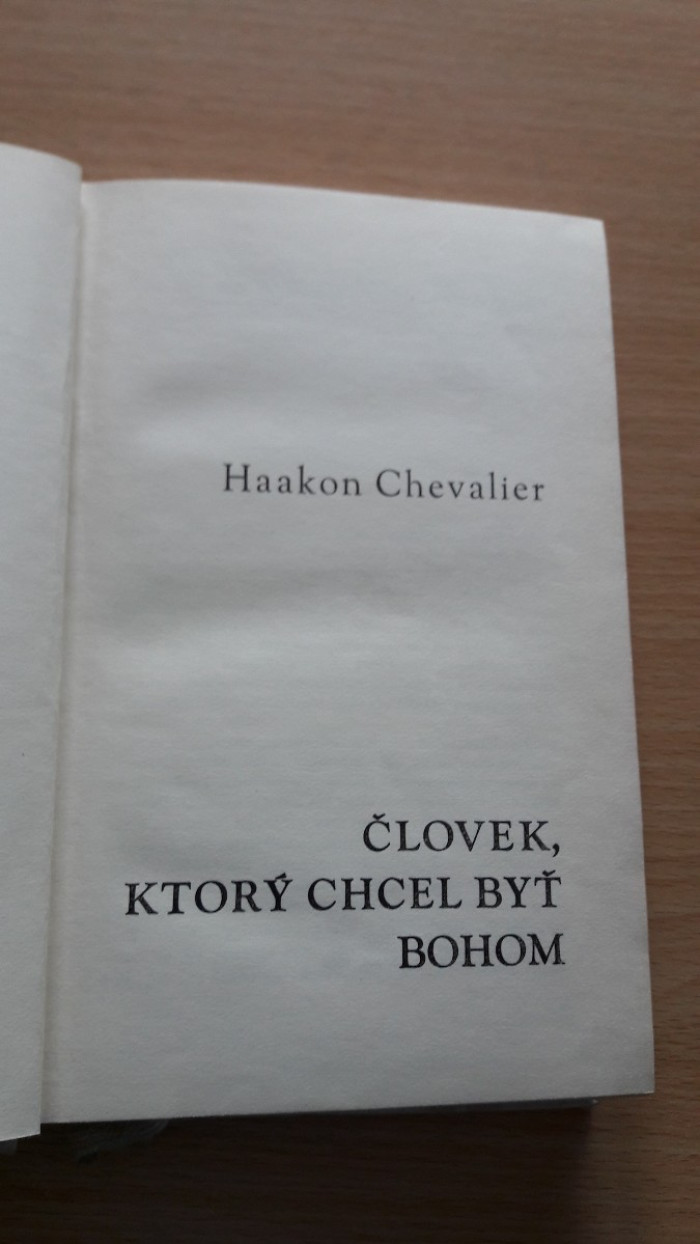 Haakon Chevalier
ČLOVEK,
KTORÝ CHCEL BYŤ
BOHOM